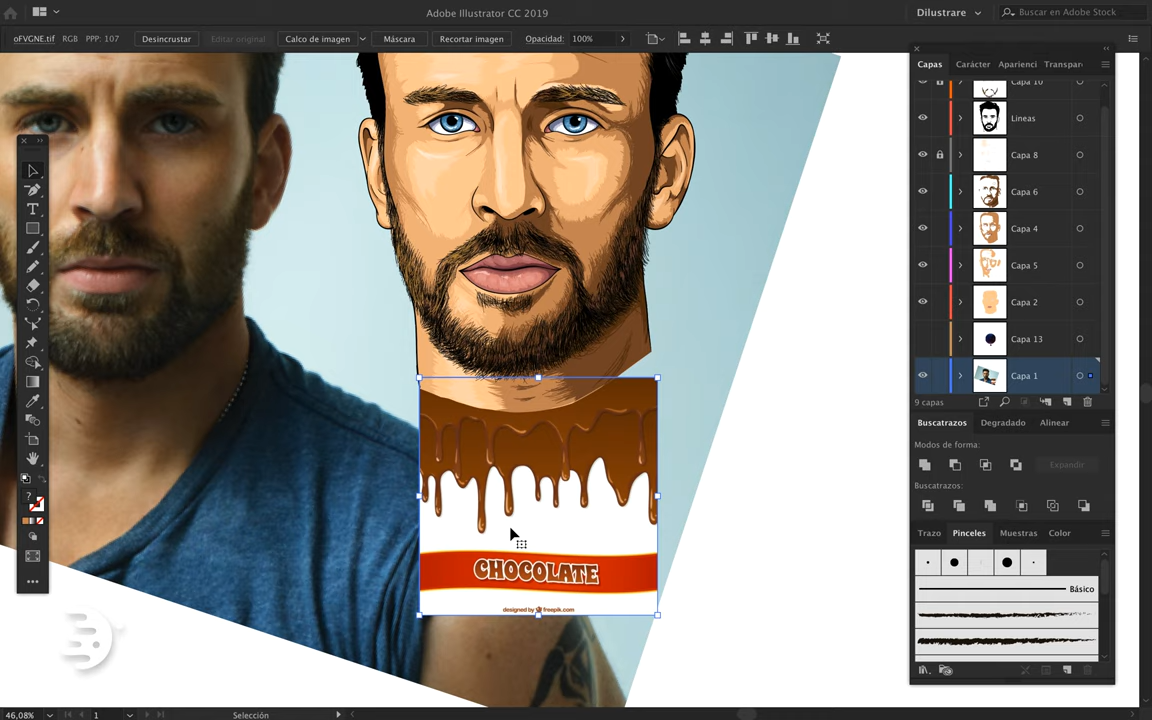 Adobe Illustrator CC 2019
Dilustrare
Buscar en Adobe Stock
oFVGNE.tif
RGB
PPP: 107
Desincrustar
Editar original
Calco de imagen
Máscara
Recortar imagen
Opacidad:
100%
Capas
Carácter
Aparienci
Transpar
Capa 10
Lineas
Capa 8
Capa 6
Capa 4
Capa 5
Capa 2
Capa 13
Capa 1
9 capas
Buscatrazos
Degradado
Alinear
Modos de forma:
Expandir
Buscatrazos:
Trazo
Pinceles
Muestras
Color
Básico
CHOCOLATE
designed by freepik.com
?
46,08%
1
Selección